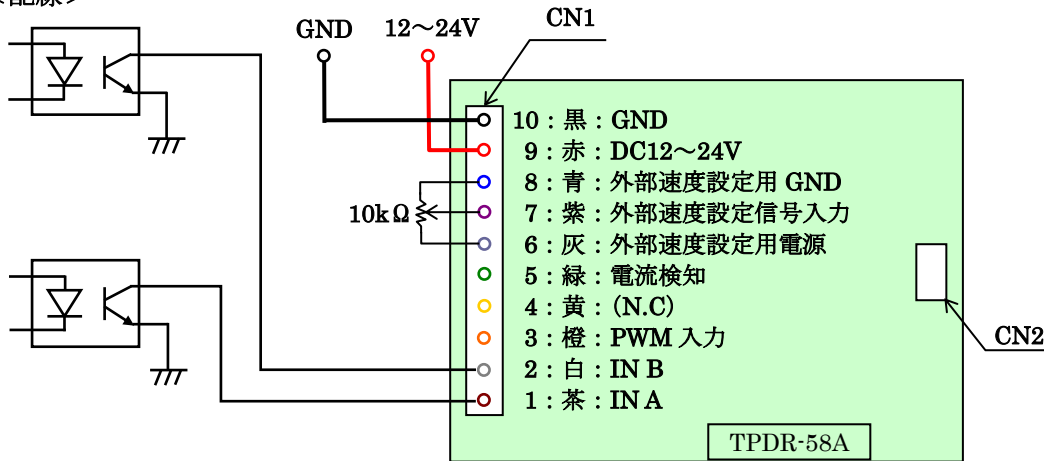 配線>
CN1
GND
12～24V
10：黒：GND
9：赤：DC12～24V
8：青：外部速度設定用 GND
7：紫：外部速度設定信号入力
10kΩ
6：灰：外部速度設定用電源
5：緑：電流検知
4：黄：(N.C)
3：橙：PWM 入力
2：白：IN B
1：茶：IN A
CN2
TPDR-58A